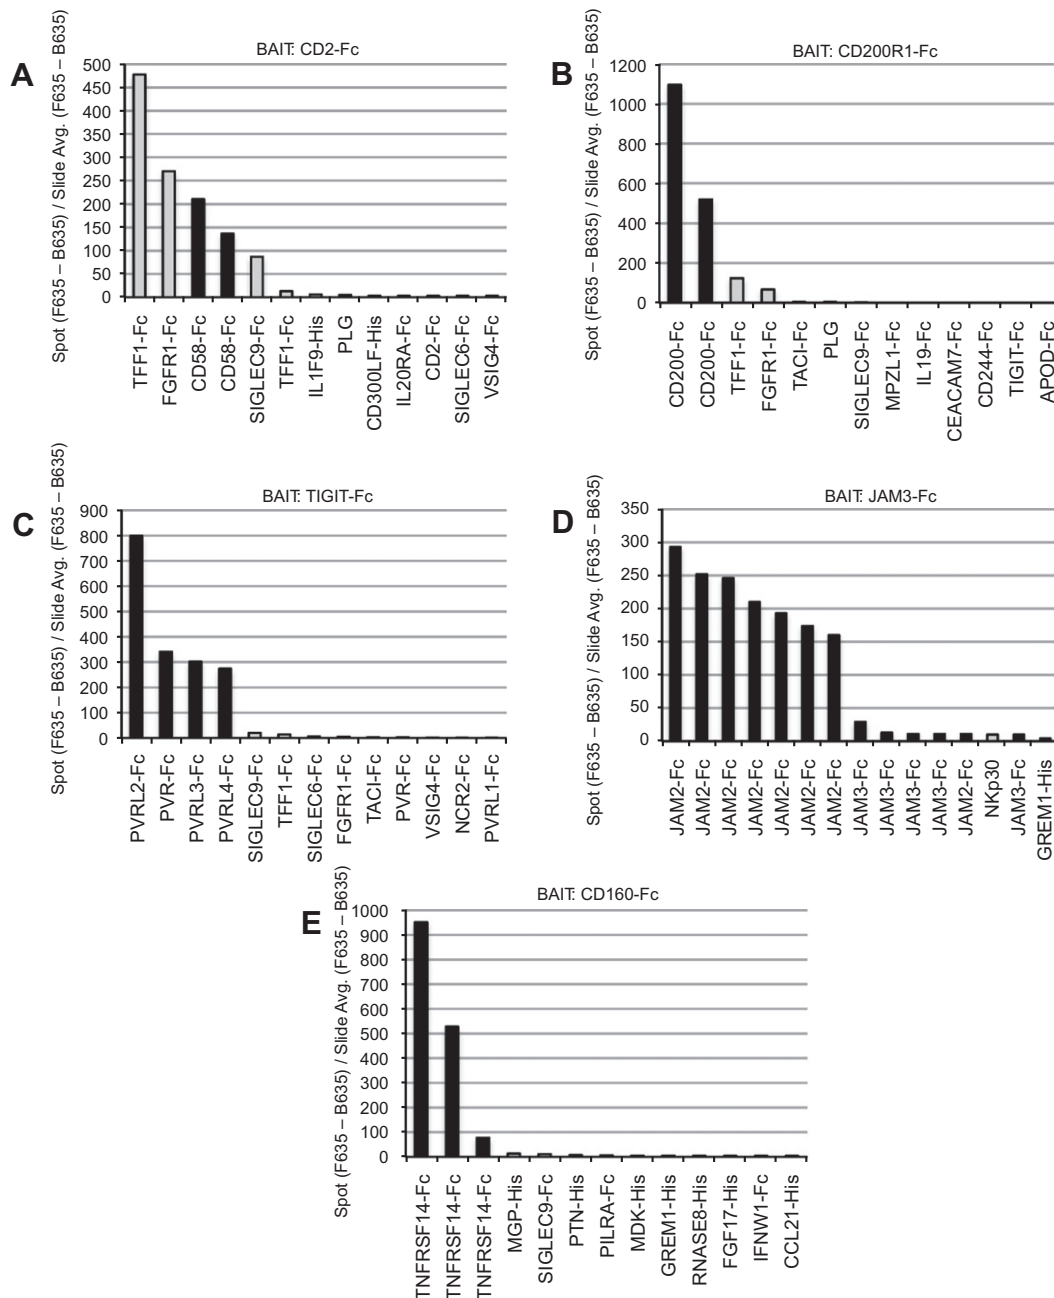 A
BAIT: CD2-Fc
Spot (F635 – B635) / Slide Avg. (F635 – B635)
500
450
400
350
300
250
200
150
100
50
0
TFF1-Fc
FGFR1-Fc
CD58-Fc
CD58-Fc
SIGLEC9-Fc
TFF1-Fc
IL1F9-His
PLG
CD300LF-His
IL20RA-Fc
CD2-Fc
SIGLEC6-Fc
VSIG4-Fc
B
BAIT: CD200R1-Fc
Spot (F635 – B635) / Slide Avg. (F635 – B635)
1200
1000
800
600
400
200
0
CD200-Fc
CD200-Fc
TFF1-Fc
FGFR1-Fc
TACI-Fc
PLG
SIGLEC9-Fc
MPZL1-Fc
IL19-Fc
CEACAM7-Fc
CD244-Fc
TIGIT-Fc
APOD-Fc
C
BAIT: TIGIT-Fc
Spot (F635 – B635) / Slide Avg. (F635 – B635)
900
800
700
600
500
400
300
200
100
0
PVRL2-Fc
PVR-Fc
PVRL3-Fc
PVRL4-Fc
SIGLEC9-Fc
TFF1-Fc
SIGLEC6-Fc
FGFR1-Fc
TACI-Fc
PVR-Fc
VSIG4-Fc
NCR2-Fc
PVRL1-Fc
D
BAIT: JAM3-Fc
Spot (F635 – B635) / Slide Avg. (F635 – B635)
350
300
250
200
150
100
50
0
JAM2-Fc
JAM2-Fc
JAM2-Fc
JAM2-Fc
JAM2-Fc
JAM2-Fc
JAM2-Fc
JAM3-Fc
JAM3-Fc
JAM3-Fc
JAM3-Fc
JAM2-Fc
NKp30
JAM3-Fc
GREM1-His
E
BAIT: CD160-Fc
Spot (F635 – B635) / Slide Avg. (F635 – B635)
1000
900
800
700
600
500
400
300
200
100
0
TNFRSF14-Fc
TNFRSF14-Fc
TNFRSF14-Fc
MGP-His
SIGLEC9-Fc
PTN-His
PILRA-Fc
MDK-His
GREM1-His
RNASE8-His
FGF17-His
IFNW1-Fc
CCL21-His